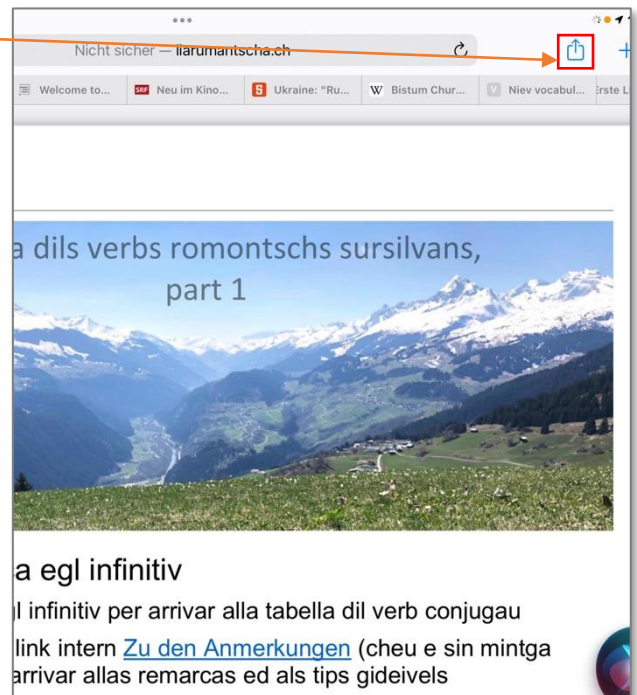 Nicht sicher — liarumantscha.ch
Welcome to... SRF Neu im Kino... S Ukraine: "Ru... W Bistum Chur... V Niev vocabul... Erste L
a dils verbs romontschs sursilvans,
part 1
a egl infinitiv
l infinitiv per arrivar alla tabella dil verb conjugau
link intern Zu den Anmerkungen (cheu e sin mintga
arrivar allas remarcas ed als tips gideivels